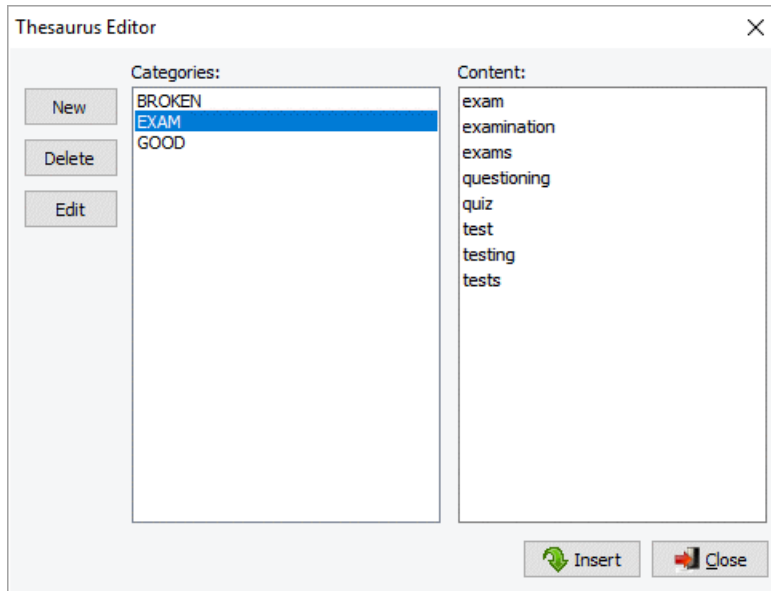 Thesaurus Editor
Categories:
Content:
New
Delete
Edit
BROKEN
EXAM
GOOD
exam
examination
exams
questioning
quiz
test
testing
tests
Insert
Close